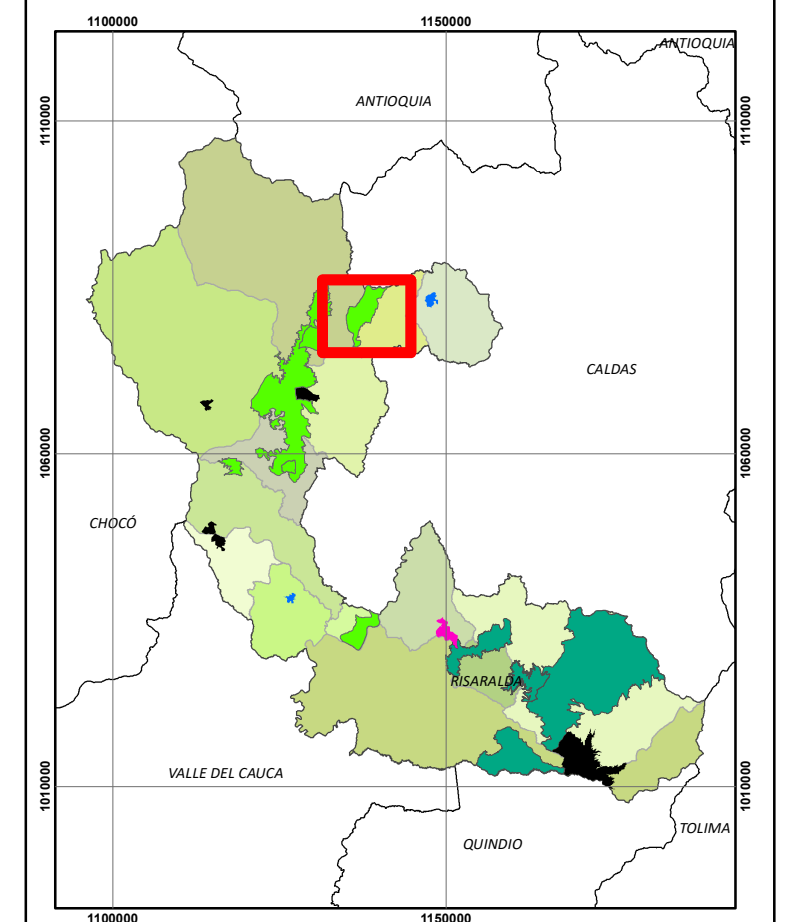 1100000
1150000
ANTIOQUIA
ANTIOQUIA
1110000
1110000
CALDAS
1060000
1060000
CHOCÓ
RISARALDA
VALLE DEL CAUCA
1010000
1010000
TOLIMA
QUINDIO
1100000
1150000